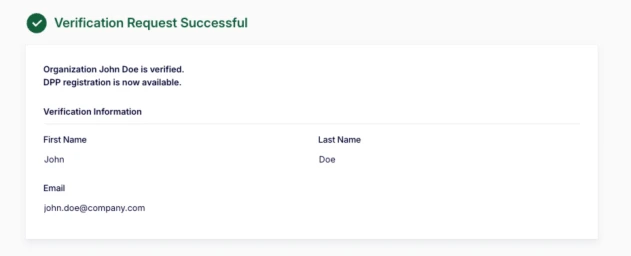 Verification Request Successful
Organization John Doe is verified.
DPP registration is now available.
Verification Information
First Name
Last Name
John
Doe
Email
john.doe@company.com